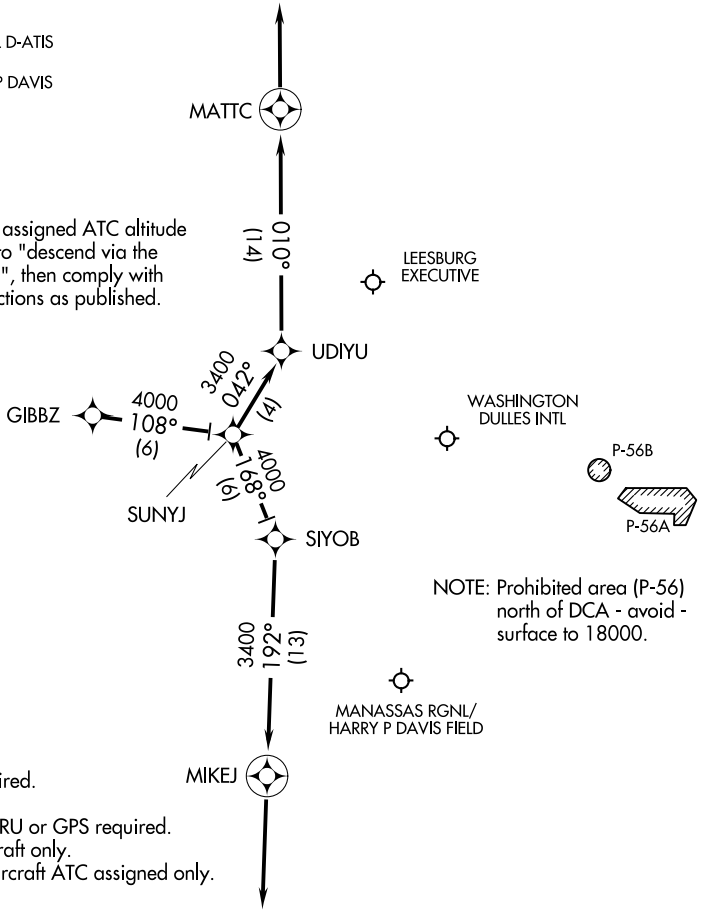 D-ATIS
P DAVIS
MATTC
assigned ATC altitude
to "descend via the
", then comply with
ctions as published.
010°
(14)
LEESBURG
EXECUTIVE
UDIYU
3400
042°
(4)
GIBBZ
4000
108°
(6)
WASHINGTON
DULLES INTL
P-56B
4000
168°
(6)
SUNYJ
P-56A
SIYOB
NOTE: Prohibited area (P-56)
north of DCA - avoid -
surface to 18000.
3400
192°
(13)
MANASSAS RGNL/
HARRY P DAVIS FIELD
MIKEJ
ired.
RU or GPS required.
raft only.
rcraft ATC assigned only.